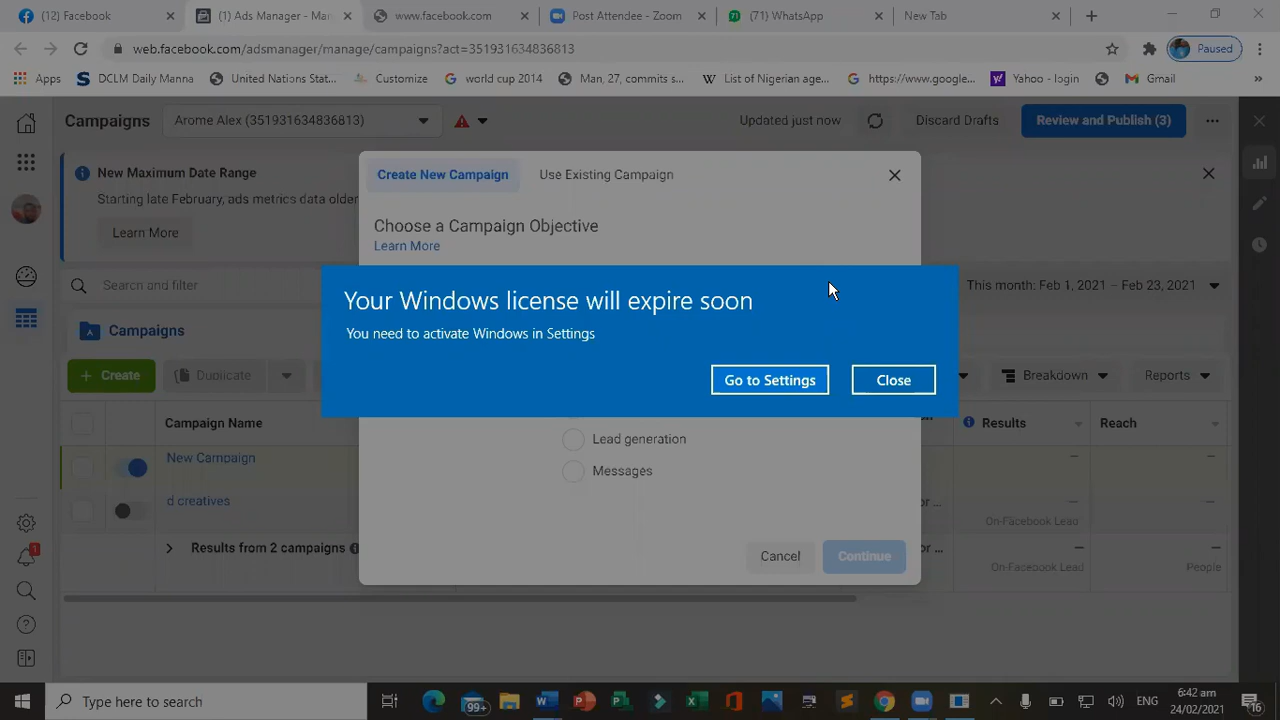 (12) Facebook
(1) Ads Manager - Mar
www.facebook.com
Post Attendee - Zoom
(71) WhatsApp
New Tab
web.facebook.com/adsmanager/manage/campaigns?act=351931634836813
Paused
Apps
DCLM Daily Manna
United Nations Stat...
Customize
world cup 2014
Man, 27, commits s...
List of Nigerian age...
https://www.google...
Yahoo - login
Gmail
»
Campaigns
Arome Alex (351931634836813)
Updated just now
Discard Drafts
Review and Publish (3)
New Maximum Date Range
Starting late February, ads metrics data older
Learn More
Create New Campaign
Use Existing Campaign
Choose a Campaign Objective
Learn More
Search and filter
This month: Feb 1, 2021 – Feb 23, 2021
Your Windows license will expire soon
You need to activate Windows in Settings
Go to Settings
Close
Campaigns
+ Create
Duplicate
Breakdown
Reports
Campaign Name
Results
Reach
Lead generation
Messages
New Campaign
—
—
d creatives
or ...
—
—
On-Facebook Lead
Results from 2 campaigns
or ...
—
—
On-Facebook Lead
People
Cancel
Continue
1
Type here to search
99+
ENG
6:42 am
24/02/2021
16